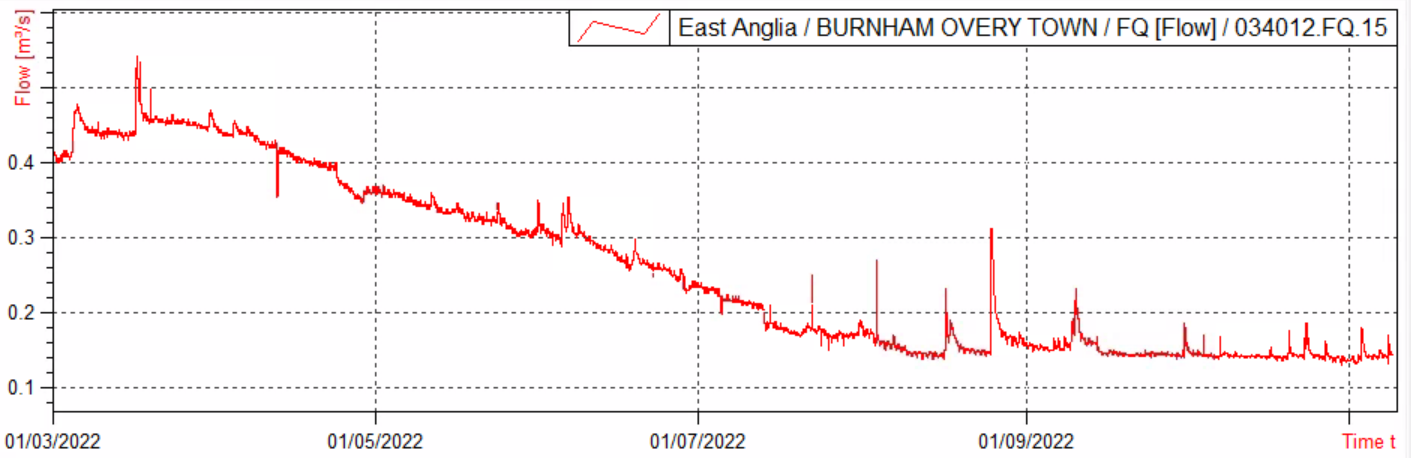 East Anglia / BURNHAM OVERY TOWN / FQ [Flow] / 034012.FQ.15
Flow [m³/s]
0.4
0.3
0.2
0.1
01/03/2022
01/05/2022
01/07/2022
01/09/2022
Time t